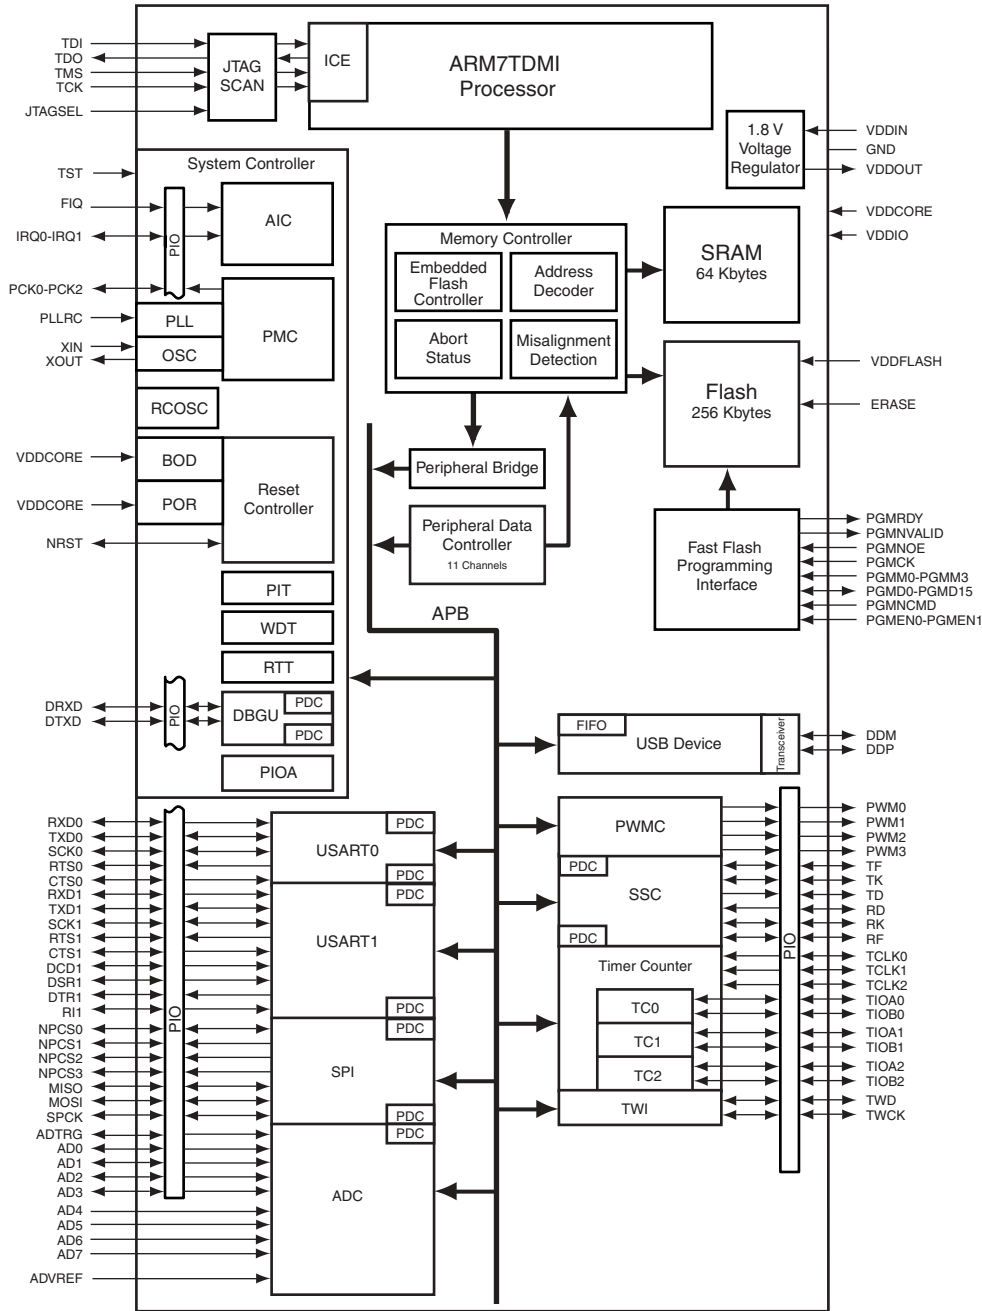 TDI
TDO
TMS
TCK
JTAGSEL
JTAG
SCAN
ICE
ARM7TDMI
Processor
1.8 V
Voltage
Regulator
VDDIN
GND
VDDOUT
VDDCORE
VDDIO
System Controller
TST
FIQ
IRQ0-IRQ1
PIO
AIC
PCK0-PCK2
PLLRC
PLL
PMC
XIN
XOUT
OSC
RCOSC
VDDCORE
BOD
VDDCORE
POR
Reset
Controller
NRST
PIT
WDT
RTT
DRXD
DTXD
PIO
DBGU
PDC
PDC
PIOA
Memory Controller
Embedded
Flash
Controller
Address
Decoder
Abort
Status
Misalignment
Detection
SRAM
64 Kbytes
Flash
256 Kbytes
VDDFLASH
ERASE
Peripheral Bridge
Peripheral Data
Controller
11 Channels
APB
Fast Flash
Programming
Interface
PGMRDY
PGMNVALID
PGMNOE
PGMCK
PGMM0-PGMM3
PGMD0-PGMD15
PGMNCMD
PGMEN0-PGMEN1
FIFO
USB Device
Transceiver
DDM
DDP
RXD0
TXD0
SCK0
RTS0
CTS0
RXD1
TXD1
SCK1
RTS1
CTS1
DCD1
DSR1
DTR1
RI1
NPCS0
NPCS1
NPCS2
NPCS3
MISO
MOSI
SPCK
ADTRG
AD0
AD1
AD2
AD3
AD4
AD5
AD6
AD7
ADVREF
PIO
PDC
USART0
PDC
PDC
USART1
PDC
PDC
SPI
PDC
PDC
ADC
PWMC
PDC
SSC
PDC
Timer Counter
TC0
TC1
TC2
TWI
PIO
PWM0
PWM1
PWM2
PWM3
TF
TK
TD
RD
RK
RF
TCLK0
TCLK1
TCLK2
TIOA0
TIOB0
TIOA1
TIOB1
TIOA2
TIOB2
TWD
TWCK